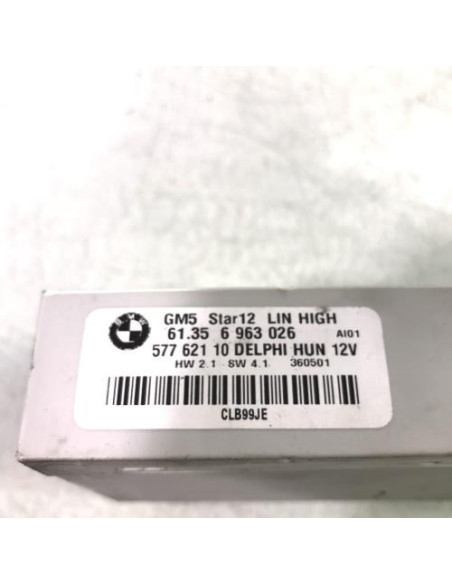 BMW
GM5 Star12 LIN HIGH
61.35 6 963 026 AI01
577 621 10 DELPHI HUN 12V
HW 2.1 SW 4.1 360501
CLB99JE